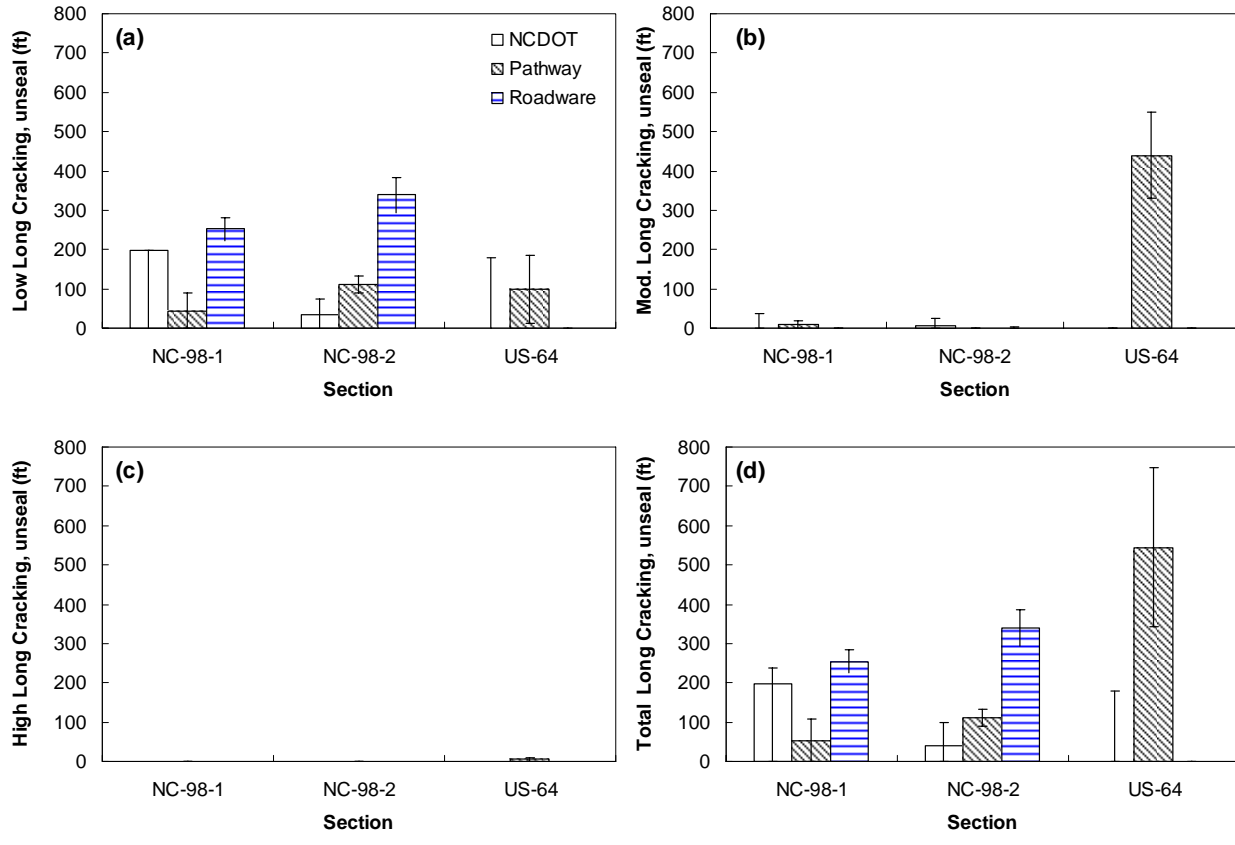 (a)
NCDOT
Pathway
Roadware
Low Long Cracking, unseal (ft)
800
700
600
500
400
300
200
100
0
NC-98-1 NC-98-2 US-64
Section
(b)
Mod. Long Cracking, unseal (ft)
800
700
600
500
400
300
200
100
0
NC-98-1 NC-98-2 US-64
Section
(c)
High Long Cracking, unseal (ft)
800
700
600
500
400
300
200
100
0
NC-98-1 NC-98-2 US-64
Section
(d)
Total Long Cracking, unseal (ft)
800
700
600
500
400
300
200
100
0
NC-98-1 NC-98-2 US-64
Section